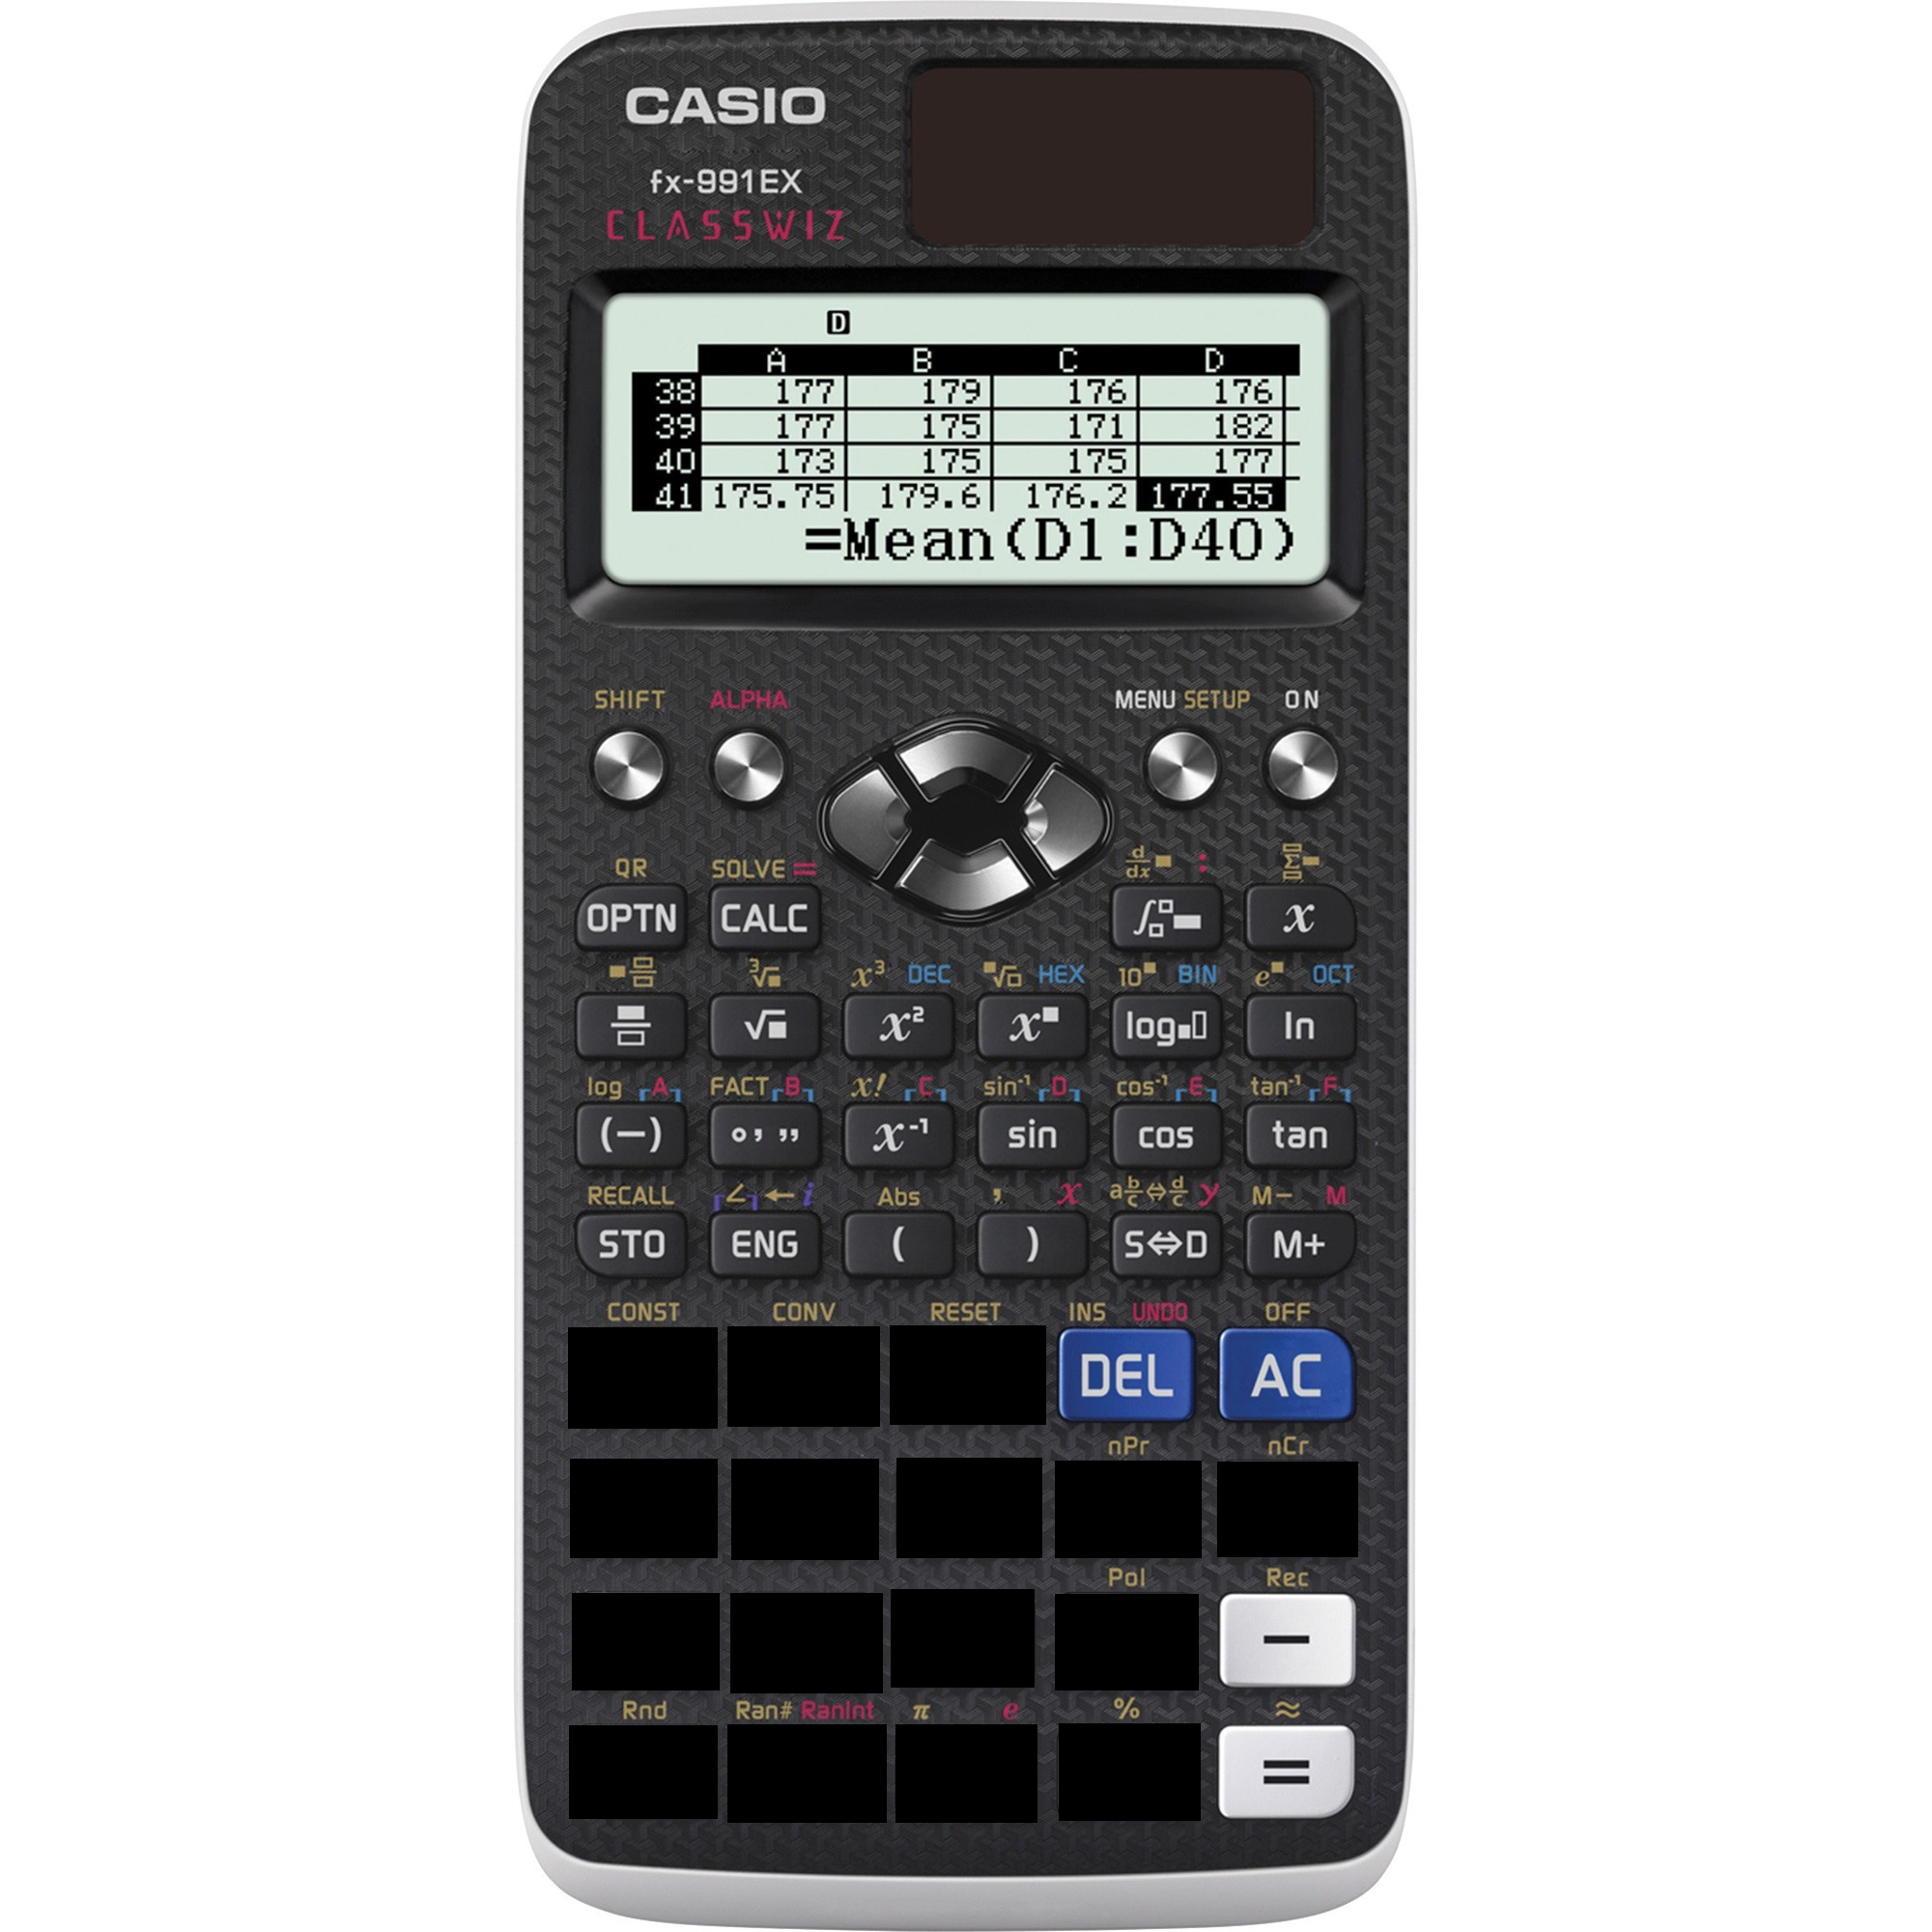 CASIO
fx-991EX
CLASSWIZ
D
A B C D
38 177 179 176 176
39 177 175 171 182
40 173 175 175 177
41 175.75 179.6 176.2 177.55
=Mean(D1:D40)
SHIFT ALPHA MENU SETUP ON
QR SOLVE = d/dx■ : Σ■
OPTN CALC ∫■ x
■⊟ ³√■ x³ DEC ■√□ HEX 10■ BIN e■ OCT
√■ x² x■ log■□ ln
log A FACT B x! C sin⁻¹ D cos⁻¹ E tan⁻¹ F
(−) °’” x⁻¹ sin cos tan
RECALL ∠ ← i Abs , x a b/c⇔d/c y M− M
STO ENG ( ) S⇔D M+
CONST CONV RESET INS UNDO OFF
DEL AC
nPr nCr
Pol Rec
−
Rnd Ran# RanInt π e % ≈
=